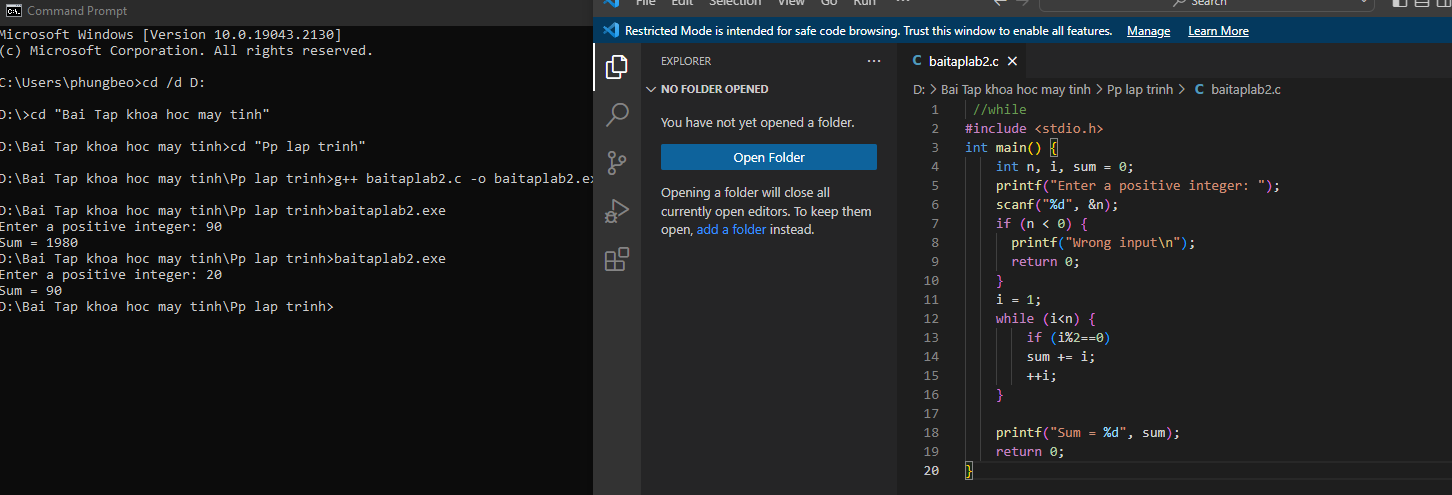 Command Prompt
Microsoft Windows [Version 10.0.19043.2130]
(c) Microsoft Corporation. All rights reserved.
C:\Users\phungbeo>cd /d D:
D:\>cd "Bai Tap khoa hoc may tinh"
D:\Bai Tap khoa hoc may tinh>cd "Pp lap trinh"
D:\Bai Tap khoa hoc may tinh\Pp lap trinh>g++ baitaplab2.c -o baitaplab2.ex
D:\Bai Tap khoa hoc may tinh\Pp lap trinh>baitaplab2.exe
Enter a positive integer: 90
Sum = 1980
D:\Bai Tap khoa hoc may tinh\Pp lap trinh>baitaplab2.exe
Enter a positive integer: 20
Sum = 90
D:\Bai Tap khoa hoc may tinh\Pp lap trinh>
File Edit Selection View Go Run ···
Search
Restricted Mode is intended for safe code browsing. Trust this window to enable all features. Manage Learn More
EXPLORER ···
NO FOLDER OPENED
You have not yet opened a folder.
Open Folder
Opening a folder will close all
currently open editors. To keep them
open, add a folder instead.
C baitaplab2.c ×
D: > Bai Tap khoa hoc may tinh > Pp lap trinh > C baitaplab2.c
1 //while
2 #include <stdio.h>
3 int main() {
4 int n, i, sum = 0;
5 printf("Enter a positive integer: ");
6 scanf("%d", &n);
7 if (n < 0) {
8 printf("Wrong input\n");
9 return 0;
10 }
11 i = 1;
12 while (i<n) {
13 if (i%2==0)
14 sum += i;
15 ++i;
16 }
17
18 printf("Sum = %d", sum);
19 return 0;
20 }